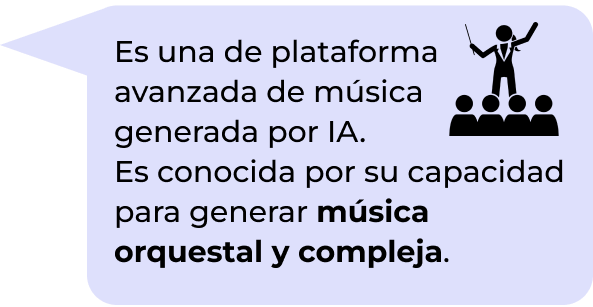 Es una de plataforma
avanzada de música
generada por IA.
Es conocida por su capacidad
para generar música
orquestal y compleja.